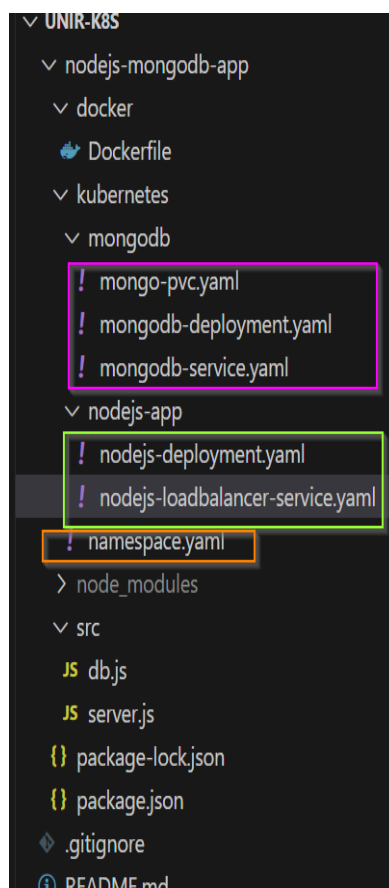 UNIR-K8S
nodejs-mongodb-app
docker
Dockerfile
kubernetes
mongodb
! mongo-pvc.yaml
! mongodb-deployment.yaml
! mongodb-service.yaml
nodejs-app
! nodejs-deployment.yaml
! nodejs-loadbalancer-service.yaml
! namespace.yaml
node_modules
src
JS db.js
JS server.js
{} package-lock.json
{} package.json
.gitignore
README.md